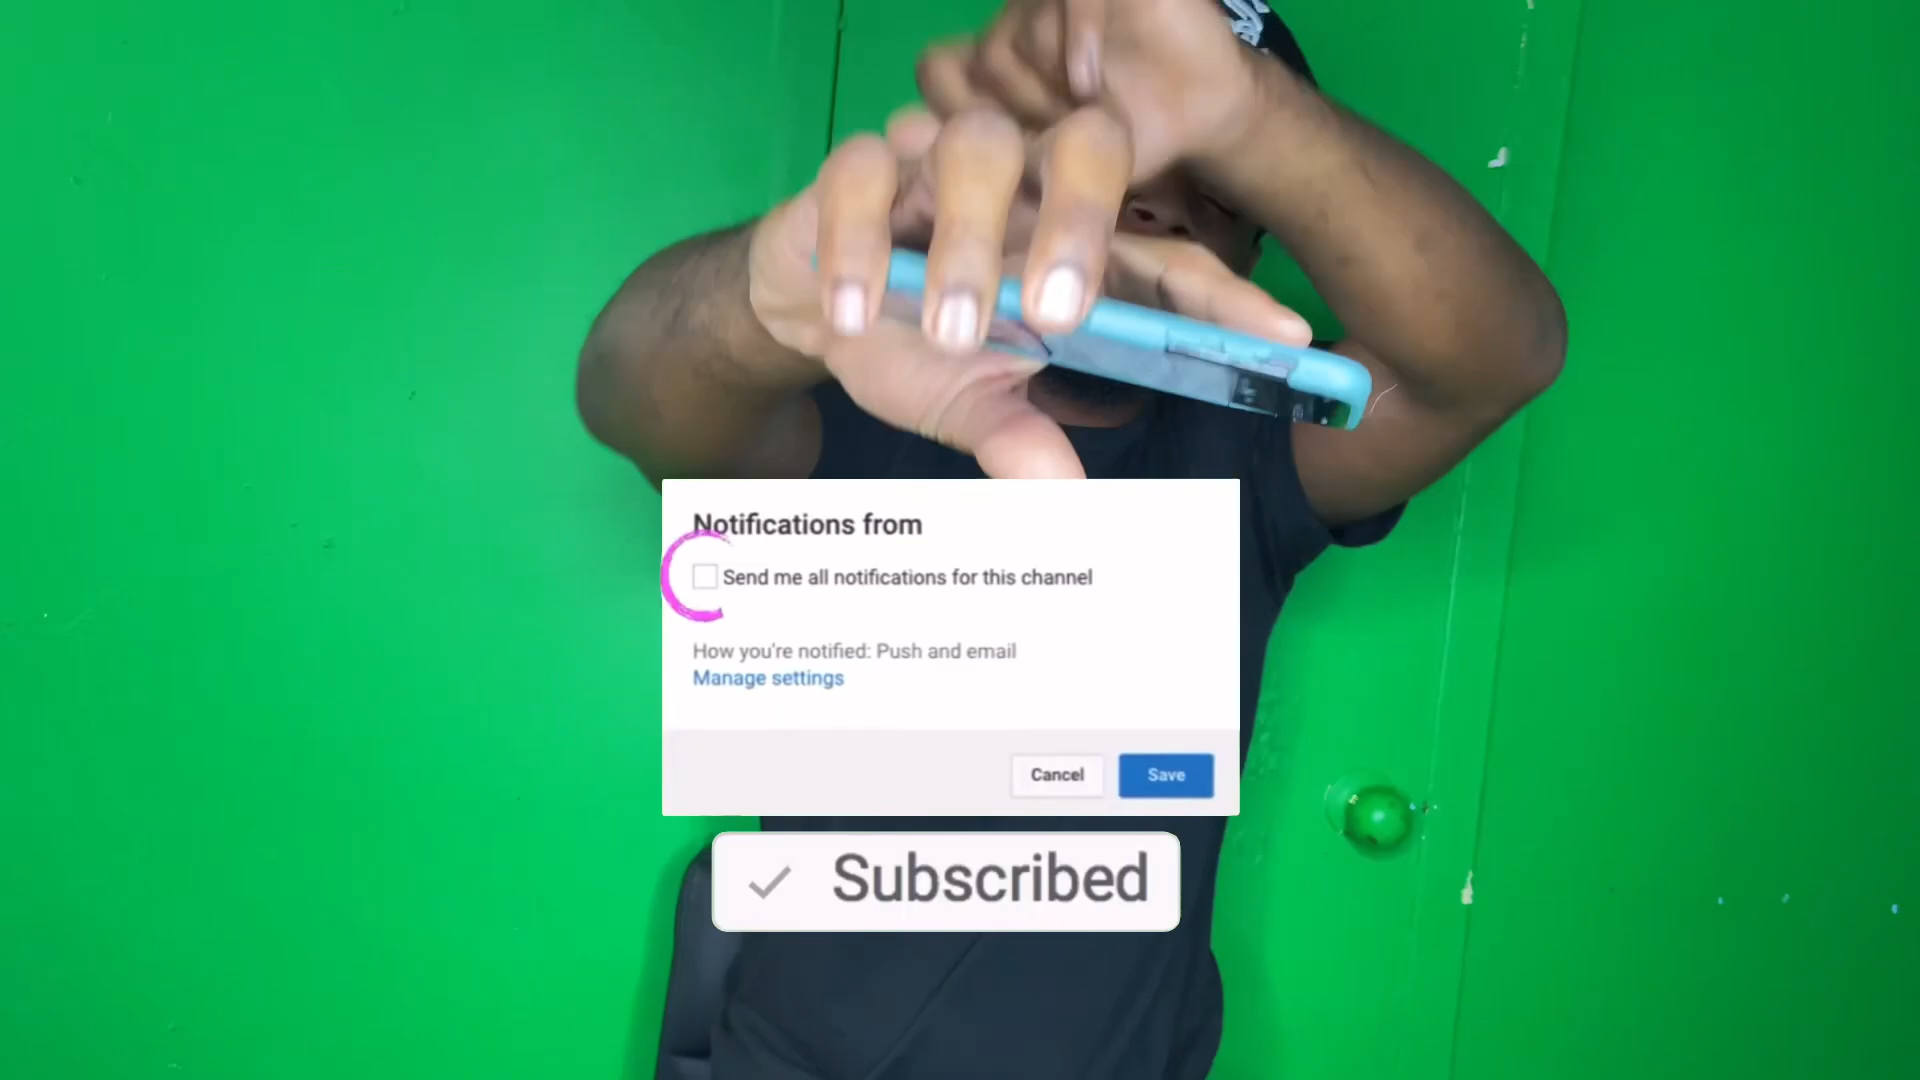 Notifications from
Send me all notifications for this channel
How you're notified: Push and email
Manage settings
Cancel
Save
Subscribed